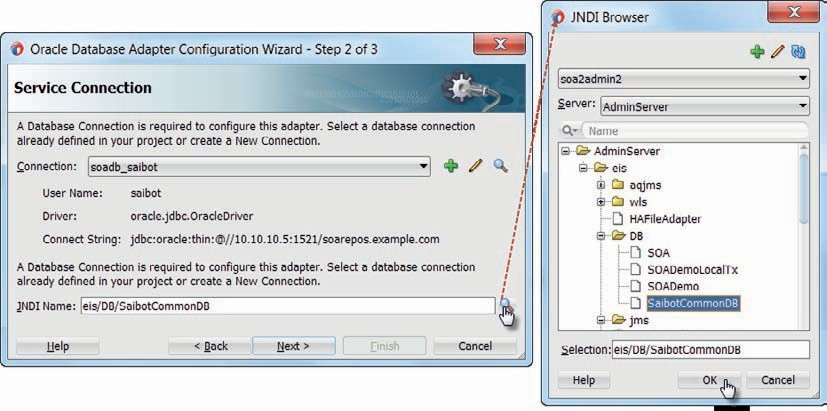 Oracle Database Adapter Configuration Wizard - Step 2 of 3
Service Connection
A Database Connection is required to configure this adapter. Select a database connection
already defined in your project or create a New Connection.
Connection: soadb_saibot
User Name: saibot
Driver: oracle.jdbc.OracleDriver
Connect String: jdbc:oracle:thin:@//10.10.10.5:1521/soarepos.example.com
A Database Connection is required to configure this adapter. Select a database connection
already defined in your project or create a New Connection.
JNDI Name: eis/DB/SaibotCommonDB
Help < Back Next > Finish Cancel
JNDI Browser
soa2admin2
Server: AdminServer
Name
AdminServer
eis
aqjms
wls
HAFileAdapter
DB
SOA
SOADemoLocalTx
SOADemo
SaibotCommonDB
jms
Selection: eis/DB/SaibotCommonDB
Help OK Cancel